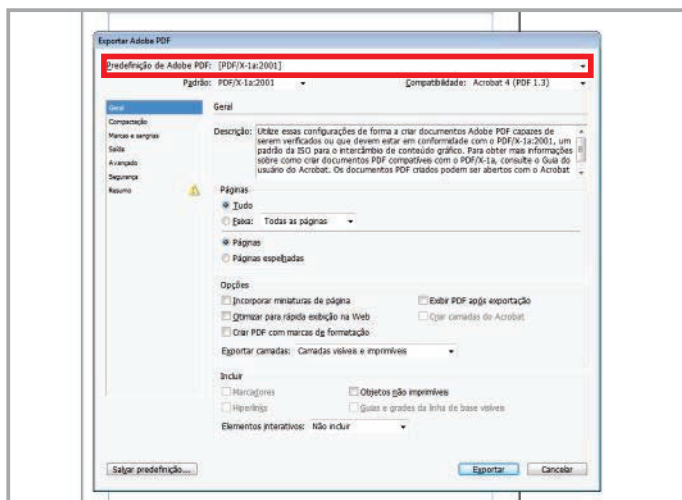 Exportar Adobe PDF
Predefinição de Adobe PDF: [PDF/X-1a:2001]
Padrão: PDF/X-1a:2001 Compatibilidade: Acrobat 4 (PDF 1.3)
Geral
Compactação
Marcas e sangrias
Saída
Avançado
Segurança
Resumo
Geral
Descrição: Utilize essas configurações de forma a criar documentos Adobe PDF capazes de
serem verificados ou que devem estar em conformidade com o PDF/X-1a:2001, um
padrão da ISO para o intercâmbio de conteúdo gráfico. Para obter mais informações
sobre como criar documentos PDF compatíveis com o PDF/X-1a, consulte o Guia do
usuário do Acrobat. Os documentos PDF criados podem ser abertos com o Acrobat
Páginas
Tudo
Faixa: Todas as páginas
Páginas
Páginas espelhadas
Opções
Incorporar miniaturas de página Exibir PDF após exportação
Otimizar para rápida exibição na Web Criar camadas do Acrobat
Criar PDF com marcas de formatação
Exportar camadas: Camadas visíveis e imprimíveis
Incluir
Marcadores Objetos não imprimíveis
Hiperlinks Guias e grades da linha de base visíveis
Elementos interativos: Não incluir
Salvar predefinição... Exportar Cancelar